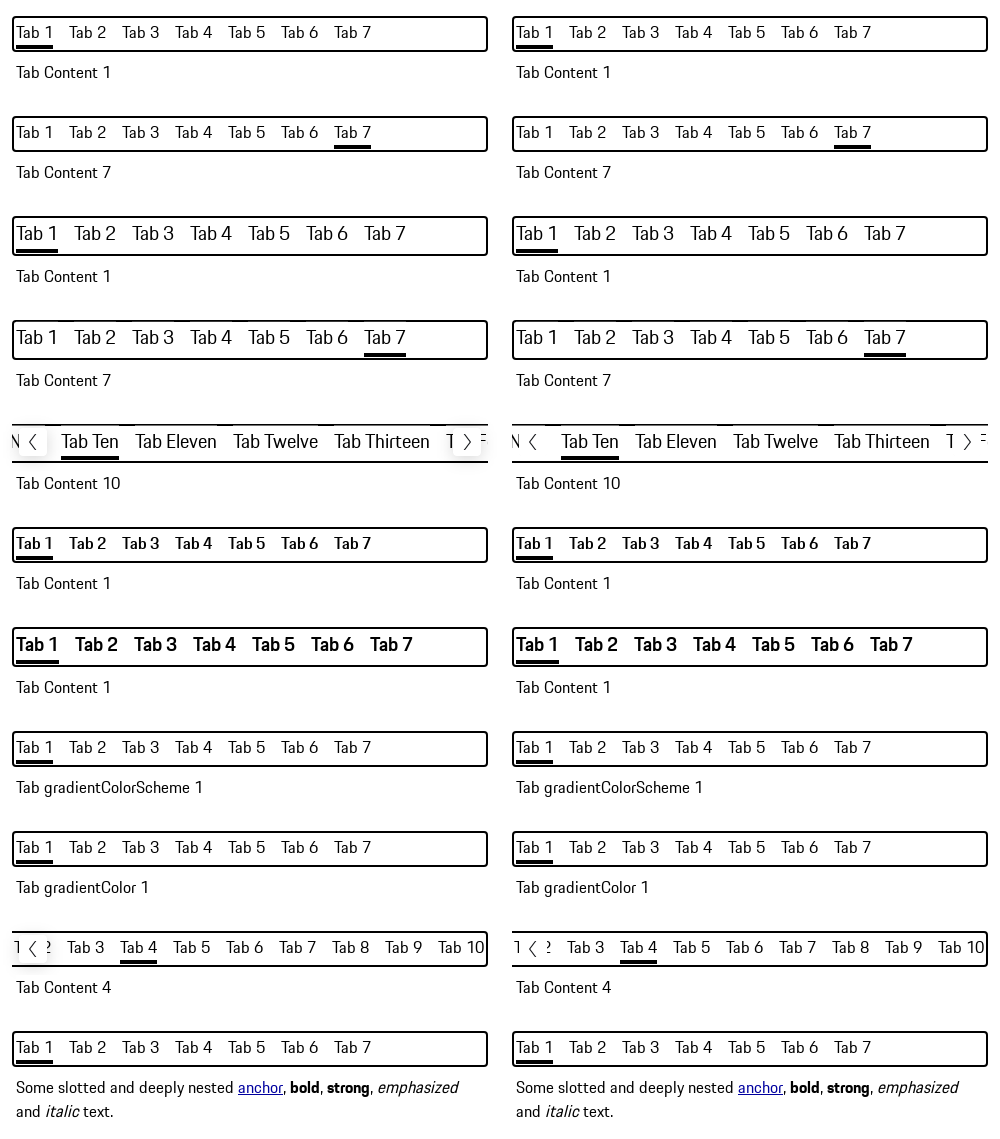 Tab 1 Tab 2 Tab 3 Tab 4 Tab 5 Tab 6 Tab 7 Tab 1 Tab 2 Tab 3 Tab 4 Tab 5 Tab 6 Tab 7
Tab Content 1 Tab Content 1
Tab 1 Tab 2 Tab 3 Tab 4 Tab 5 Tab 6 Tab 7 Tab 1 Tab 2 Tab 3 Tab 4 Tab 5 Tab 6 Tab 7
Tab Content 7 Tab Content 7
Tab 1 Tab 2 Tab 3 Tab 4 Tab 5 Tab 6 Tab 7 Tab 1 Tab 2 Tab 3 Tab 4 Tab 5 Tab 6 Tab 7
Tab Content 1 Tab Content 1
Tab 1 Tab 2 Tab 3 Tab 4 Tab 5 Tab 6 Tab 7 Tab 1 Tab 2 Tab 3 Tab 4 Tab 5 Tab 6 Tab 7
Tab Content 7 Tab Content 7
Tab Ten Tab Eleven Tab Twelve Tab Thirteen Tab Ten Tab Eleven Tab Twelve Tab Thirteen
Tab Content 10 Tab Content 10
Tab 1 Tab 2 Tab 3 Tab 4 Tab 5 Tab 6 Tab 7 Tab 1 Tab 2 Tab 3 Tab 4 Tab 5 Tab 6 Tab 7
Tab Content 1 Tab Content 1
Tab 1 Tab 2 Tab 3 Tab 4 Tab 5 Tab 6 Tab 7 Tab 1 Tab 2 Tab 3 Tab 4 Tab 5 Tab 6 Tab 7
Tab Content 1 Tab Content 1
Tab 1 Tab 2 Tab 3 Tab 4 Tab 5 Tab 6 Tab 7 Tab 1 Tab 2 Tab 3 Tab 4 Tab 5 Tab 6 Tab 7
Tab gradientColorScheme 1 Tab gradientColorScheme 1
Tab 1 Tab 2 Tab 3 Tab 4 Tab 5 Tab 6 Tab 7 Tab 1 Tab 2 Tab 3 Tab 4 Tab 5 Tab 6 Tab 7
Tab gradientColor 1 Tab gradientColor 1
Tab 3 Tab 4 Tab 5 Tab 6 Tab 7 Tab 8 Tab 9 Tab 10 Tab 3 Tab 4 Tab 5 Tab 6 Tab 7 Tab 8 Tab 9 Tab 10
Tab Content 4 Tab Content 4
Tab 1 Tab 2 Tab 3 Tab 4 Tab 5 Tab 6 Tab 7 Tab 1 Tab 2 Tab 3 Tab 4 Tab 5 Tab 6 Tab 7
Some slotted and deeply nested anchor, bold, strong, emphasized Some slotted and deeply nested anchor, bold, strong, emphasized
and italic text. and italic text.